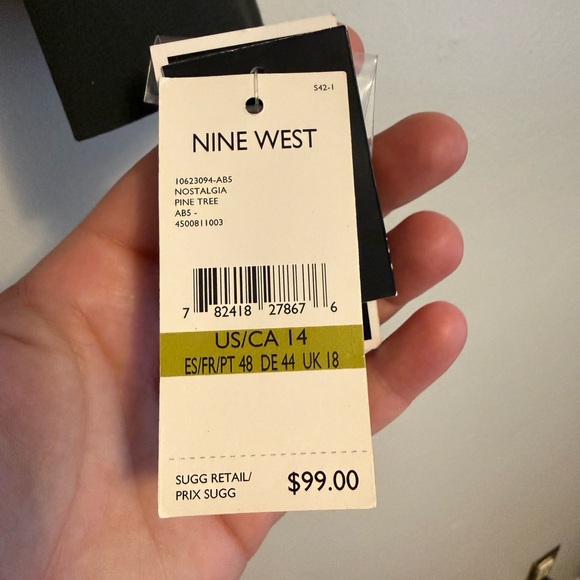 S42-1
NINE WEST
10623094-AB5
NOSTALGIA
PINE TREE
AB5 -
4500811003
7 82418 27867 6
US/CA 14
ES/FR/PT 48 DE 44 UK 18
SUGG RETAIL/
PRIX SUGG
$99.00